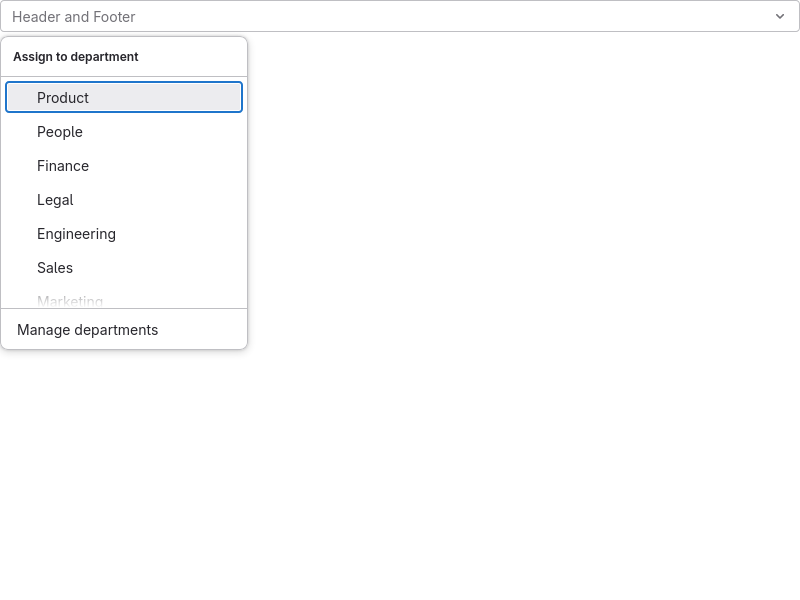 Header and Footer
Assign to department
Product
People
Finance
Legal
Engineering
Sales
Marketing
Manage departments